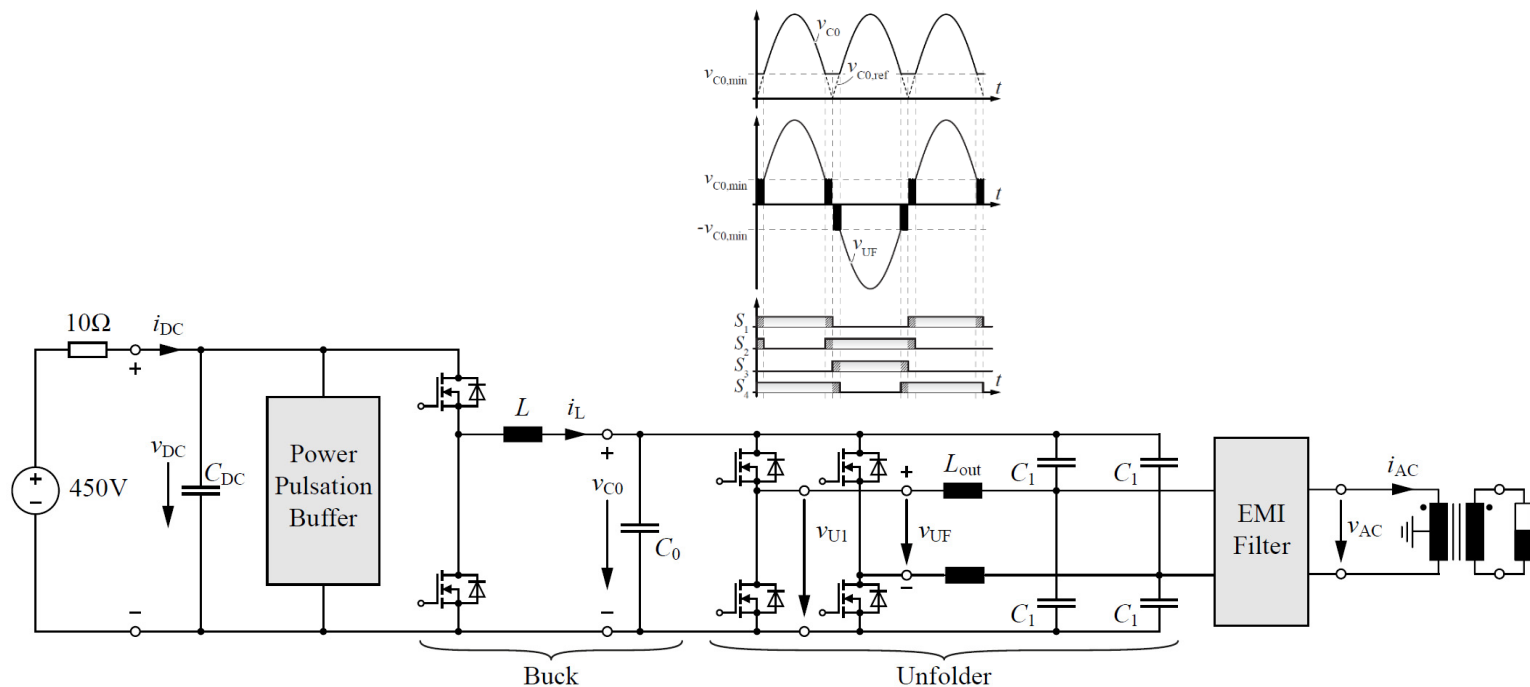 v_C0
v_C0,min
v_C0,ref
t
v_C0,min
t
-v_C0,min
v_UF
S_1
S_2
S_3
S_4
t
10Ω
i_DC
+
L
i_L
+
L_out
C_1
C_1
i_AC
v_DC
C_DC
Power
Pulsation
Buffer
v_C0
C_0
v_U1
+
v_UF
−
EMI
Filter
v_AC
+
−
450V
C_1
C_1
−
−
Buck
Unfolder